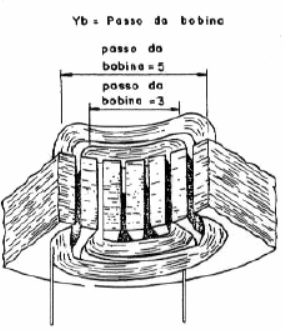 Yb = Passo da bobina
passo da
bobina = 5
passo da
bobina = 3